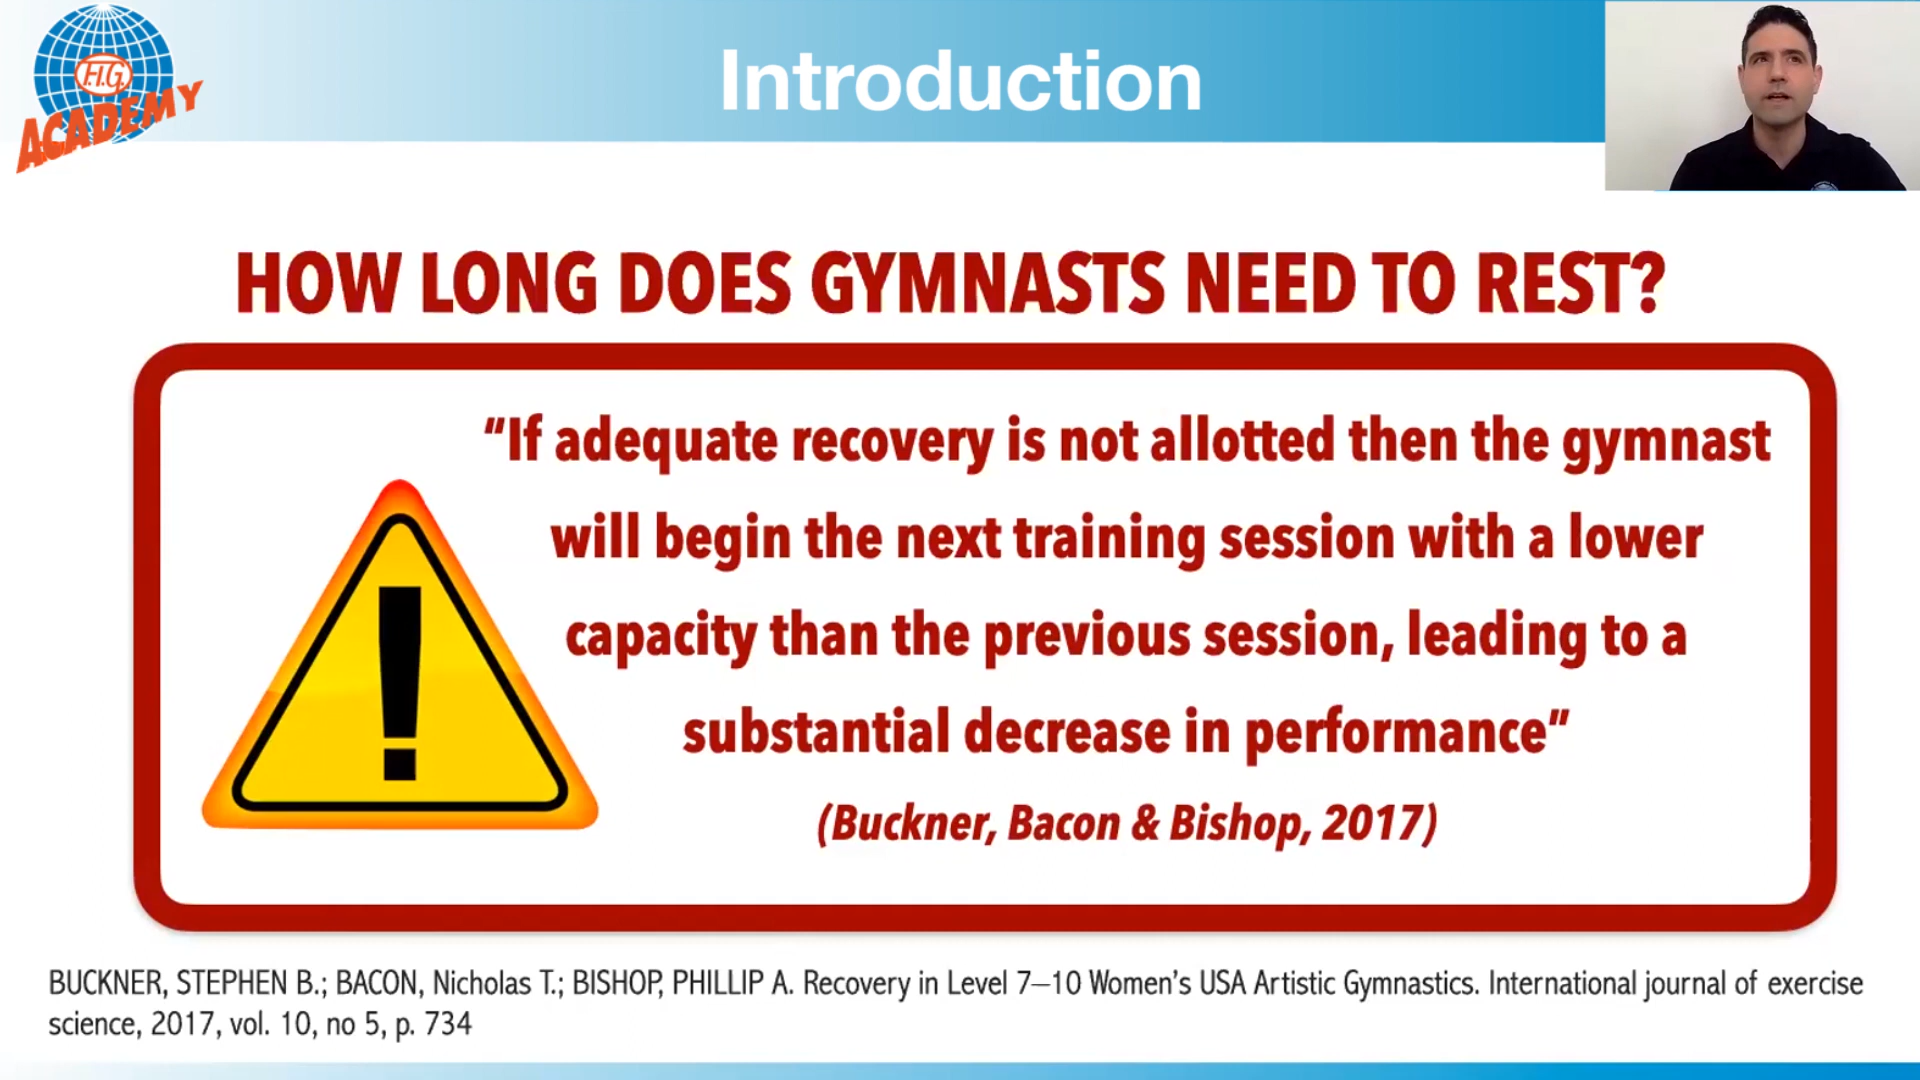 F.I.G.
ACADEMY
Introduction
HOW LONG DOES GYMNASTS NEED TO REST?
"If adequate recovery is not allotted then the gymnast
will begin the next training session with a lower
capacity than the previous session, leading to a
substantial decrease in performance"
(Buckner, Bacon & Bishop, 2017)
BUCKNER, STEPHEN B.; BACON, Nicholas T.; BISHOP, PHILLIP A. Recovery in Level 7–10 Women's USA Artistic Gymnastics. International journal of exercise
science, 2017, vol. 10, no 5, p. 734